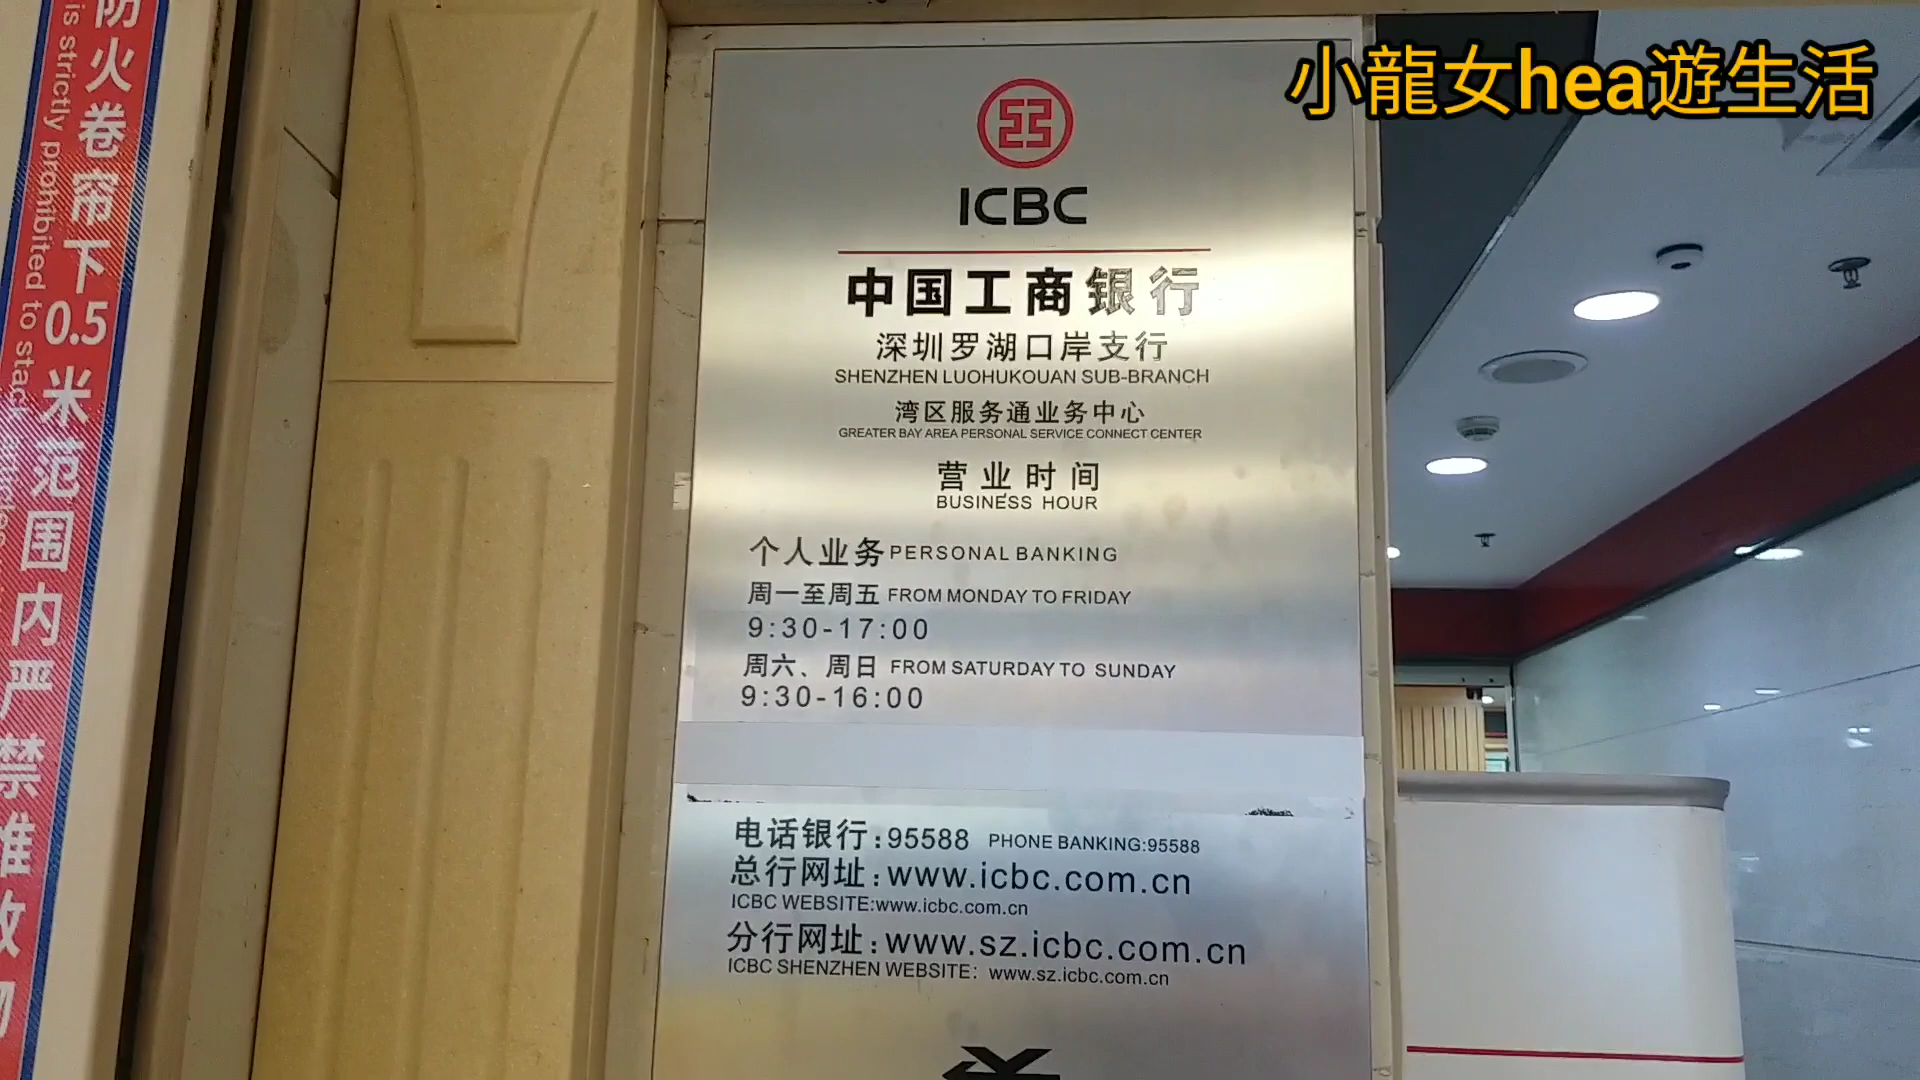 小龍女hea遊生活
防火卷帘下0.5米范围内严禁堆放
is strictly prohibited to stack
ICBC
中国工商银行
深圳罗湖口岸支行
SHENZHEN LUOHUKOUAN SUB-BRANCH
湾区服务通业务中心
GREATER BAY AREA PERSONAL SERVICE CONNECT CENTER
营业时间
BUSINESS HOUR
个人业务 PERSONAL BANKING
周一至周五 FROM MONDAY TO FRIDAY
9:30-17:00
周六、周日 FROM SATURDAY TO SUNDAY
9:30-16:00
电话银行:95588 PHONE BANKING:95588
总行网址:www.icbc.com.cn
ICBC WEBSITE:www.icbc.com.cn
分行网址:www.sz.icbc.com.cn
ICBC SHENZHEN WEBSITE: www.sz.icbc.com.cn